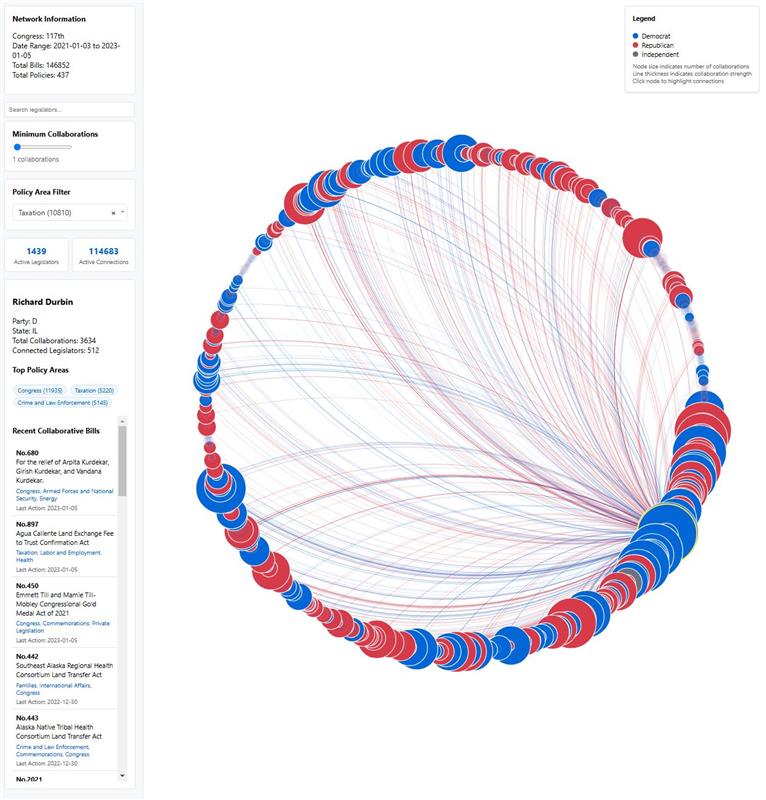 Network Information
Congress: 117th
Date Range: 2021-01-03 to 2023-
01-05
Total Bills: 146852
Total Policies: 437
Search legislators...
Minimum Collaborations
1 collaborations
Policy Area Filter
Taxation (10810)
1439
Active Legislators
114683
Active Connections
Richard Durbin
Party: D
State: IL
Total Collaborations: 3634
Connected Legislators: 512
Top Policy Areas
Congress (11935)
Taxation (5220)
Crime and Law Enforcement (5145)
Recent Collaborative Bills
No.680
For the relief of Arpita Kurdekar,
Girish Kurdekar, and Vandana
Kurdekar.
Congress, Armed Forces and National
Security, Energy
Last Action: 2023-01-05
No.897
Agua Caliente Land Exchange Fee
to Trust Confirmation Act
Taxation, Labor and Employment,
Health
Last Action: 2023-01-05
No.450
Emmett Till and Mamie Till-
Mobley Congressional Gold
Medal Act of 2021
Congress, Commemorations, Private
Legislation
Last Action: 2023-01-05
No.442
Southeast Alaska Regional Health
Consortium Land Transfer Act
Families, International Affairs,
Congress
Last Action: 2022-12-30
No.443
Alaska Native Tribal Health
Consortium Land Transfer Act
Crime and Law Enforcement,
Commemorations, Congress
Last Action: 2022-12-30
No.2021
Legend
Democrat
Republican
Independent
Node size indicates number of collaborations
Line thickness indicates collaboration strength
Click node to highlight connections